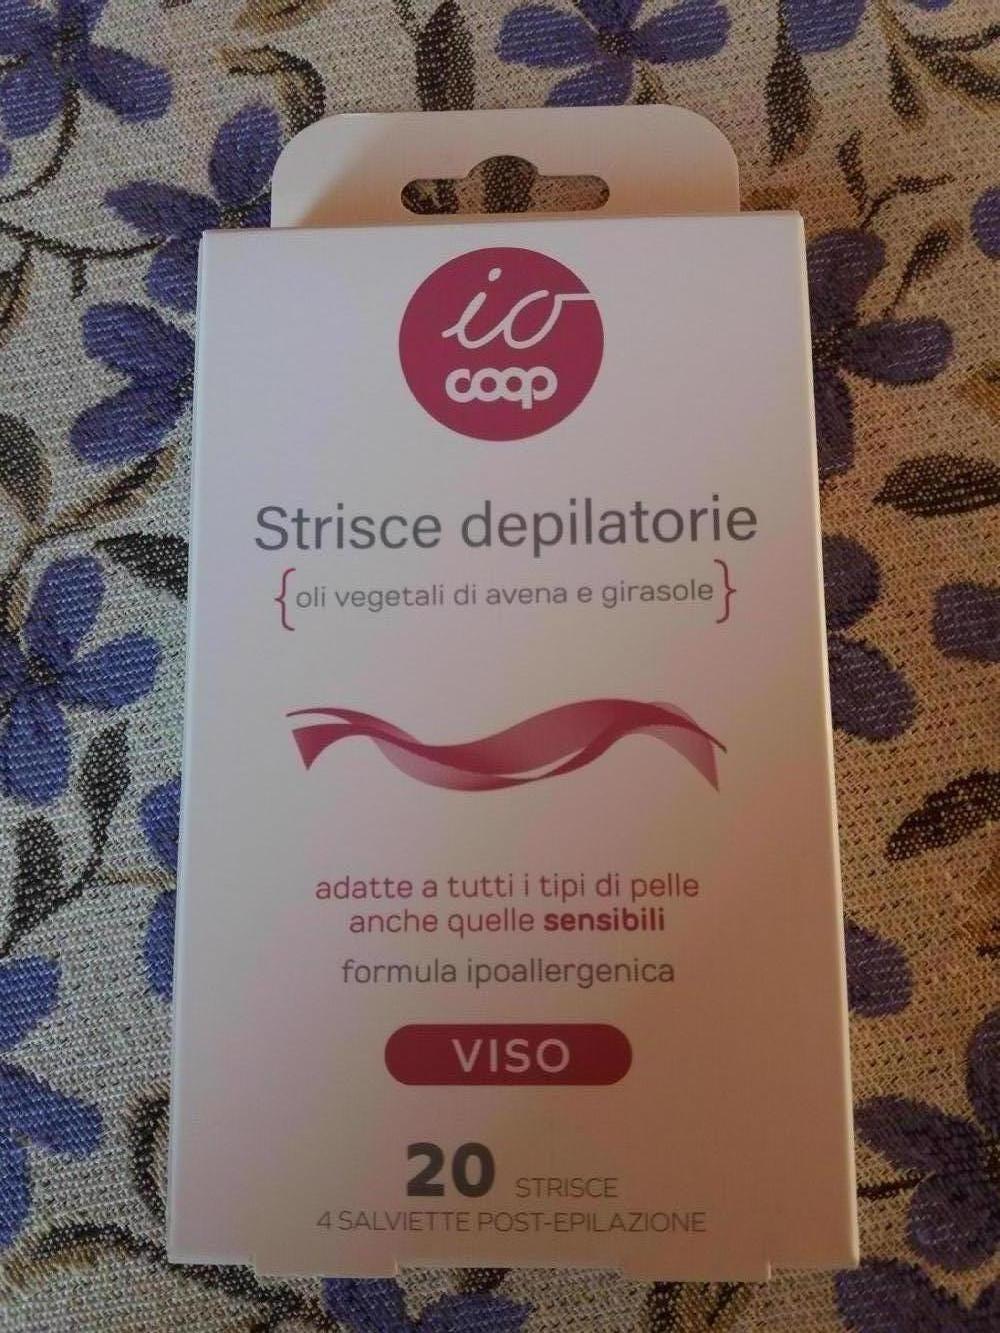 io
coop
Strisce depilatorie
{oli vegetali di avena e girasole}
adatte a tutti i tipi di pelle
anche quelle sensibili
formula ipoallergenica
VISO
20 STRISCE
4 SALVIETTE POST-EPILAZIONE